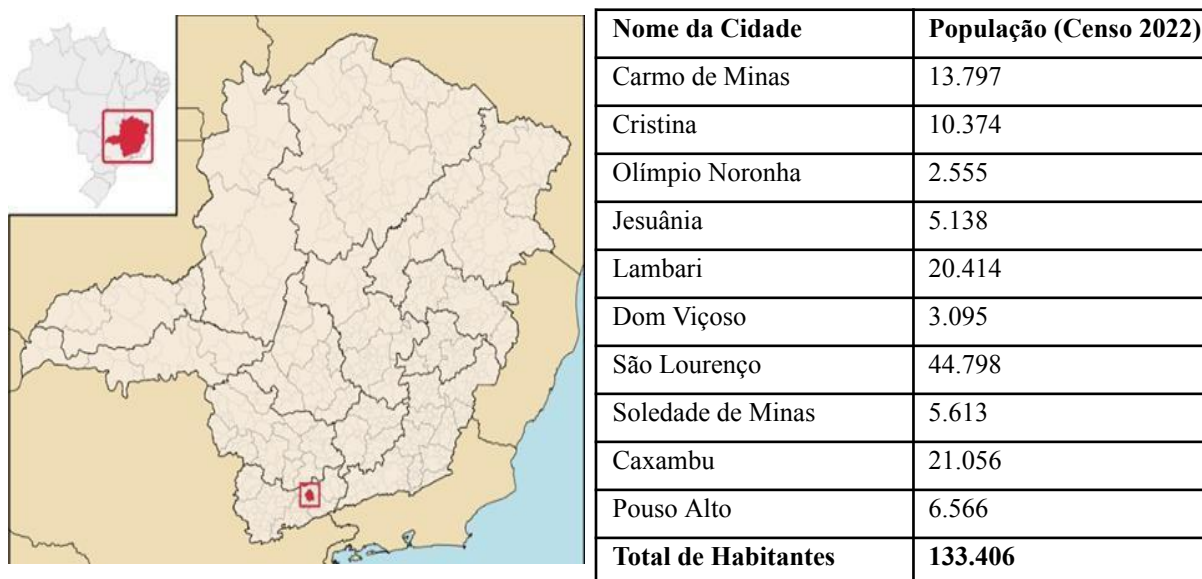 Nome da Cidade População (Censo 2022)
Carmo de Minas 13.797
Cristina 10.374
Olímpio Noronha 2.555
Jesuânia 5.138
Lambari 20.414
Dom Viçoso 3.095
São Lourenço 44.798
Soledade de Minas 5.613
Caxambu 21.056
Pouso Alto 6.566
Total de Habitantes 133.406